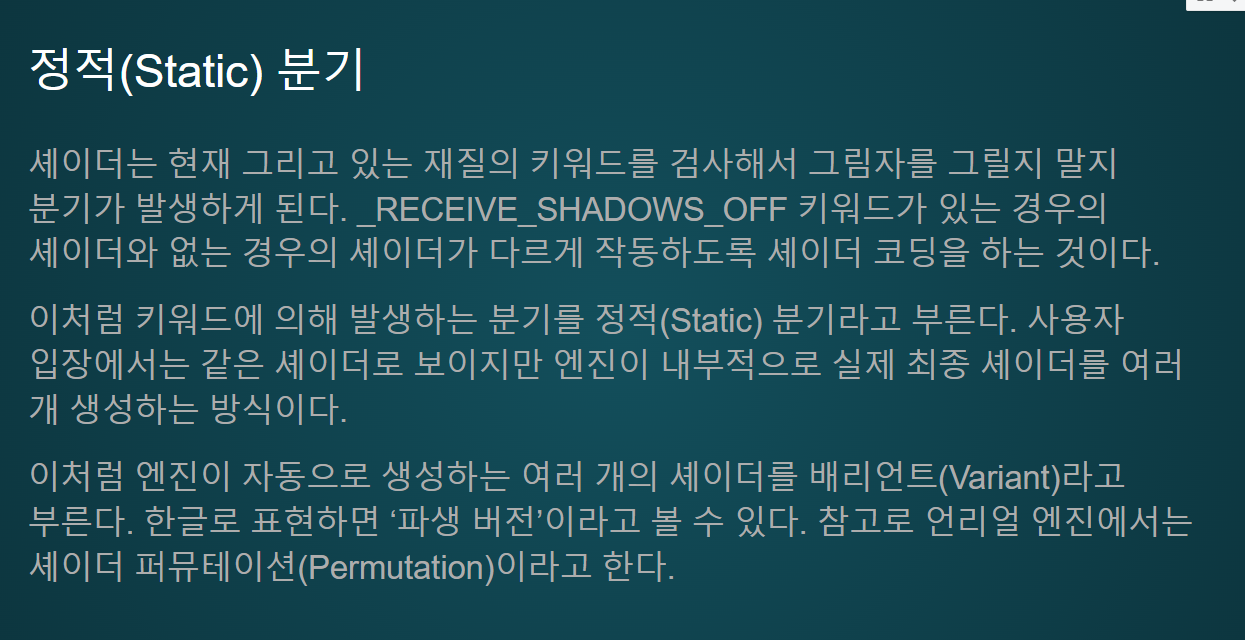 정적(Static) 분기
셰이더는 현재 그리고 있는 재질의 키워드를 검사해서 그림자를 그릴지 말지
분기가 발생하게 된다. _RECEIVE_SHADOWS_OFF 키워드가 있는 경우의
셰이더와 없는 경우의 셰이더가 다르게 작동하도록 셰이더 코딩을 하는 것이다.
이처럼 키워드에 의해 발생하는 분기를 정적(Static) 분기라고 부른다. 사용자
입장에서는 같은 셰이더로 보이지만 엔진이 내부적으로 실제 최종 셰이더를 여러
개 생성하는 방식이다.
이처럼 엔진이 자동으로 생성하는 여러 개의 셰이더를 배리언트(Variant)라고
부른다. 한글로 표현하면 ‘파생 버전’이라고 볼 수 있다. 참고로 언리얼 엔진에서는
셰이더 퍼뮤테이션(Permutation)이라고 한다.